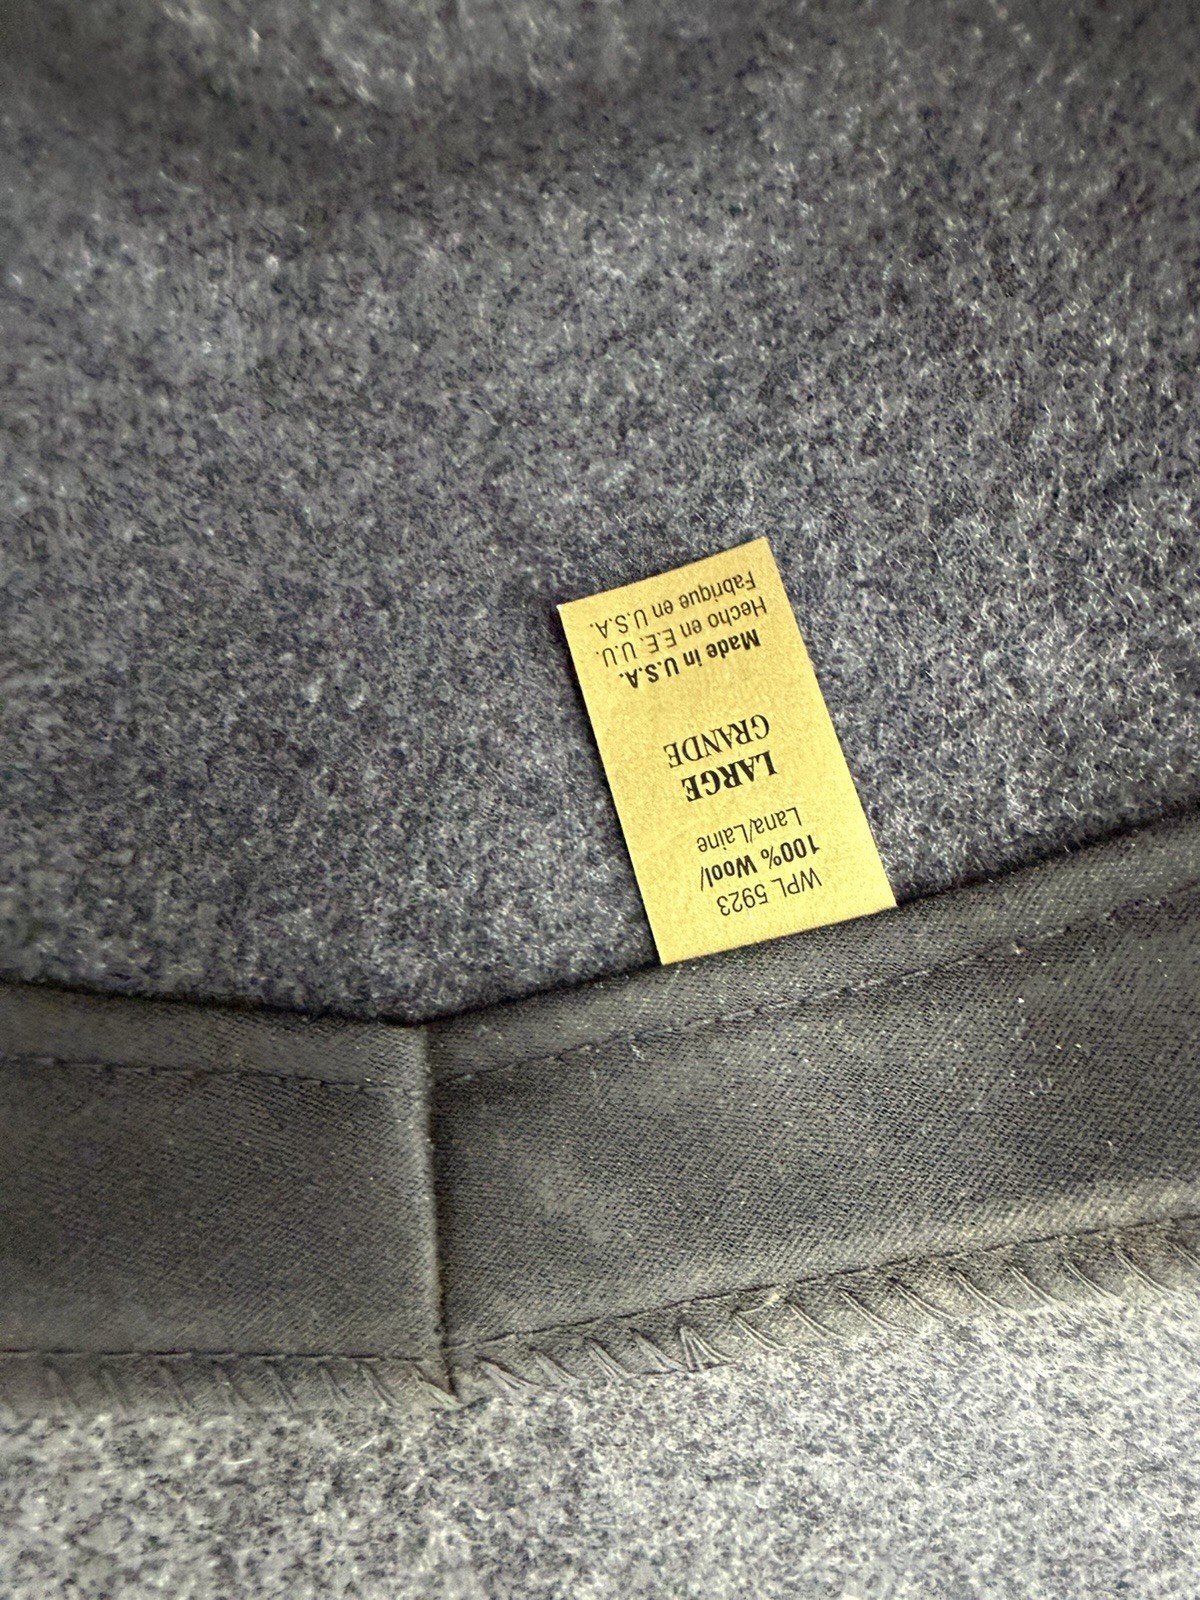 WPL 5923
100% Wool/
Lana/Laine
LARGE
GRANDE
Made in U.S.A.
Hecho en E.E. U.U.
Fabrique en U.S.A.